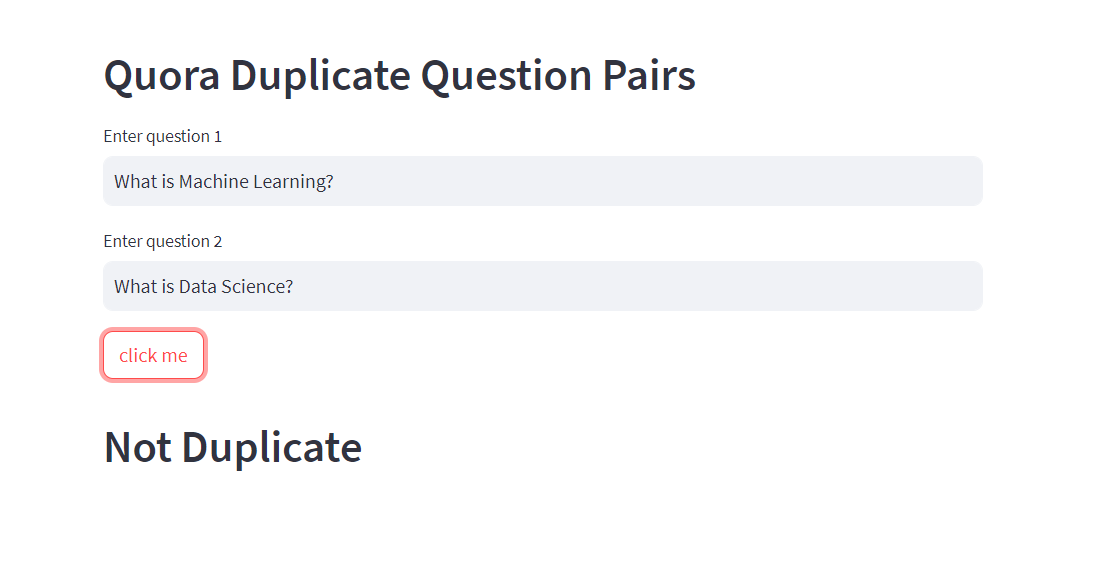 Quora Duplicate Question Pairs
Enter question 1
What is Machine Learning?
Enter question 2
What is Data Science?
click me
Not Duplicate